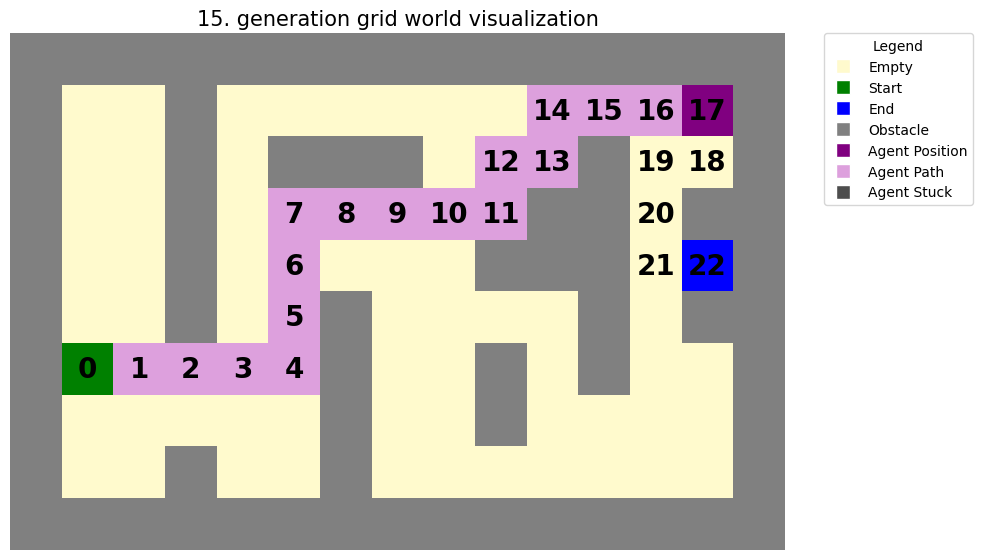 15. generation grid world visualization
14 15 16 17
12 13 19 18
7 8 9 10 11 20
6 21 22
5
0 1 2 3 4
Legend
Empty
Start
End
Obstacle
Agent Position
Agent Path
Agent Stuck